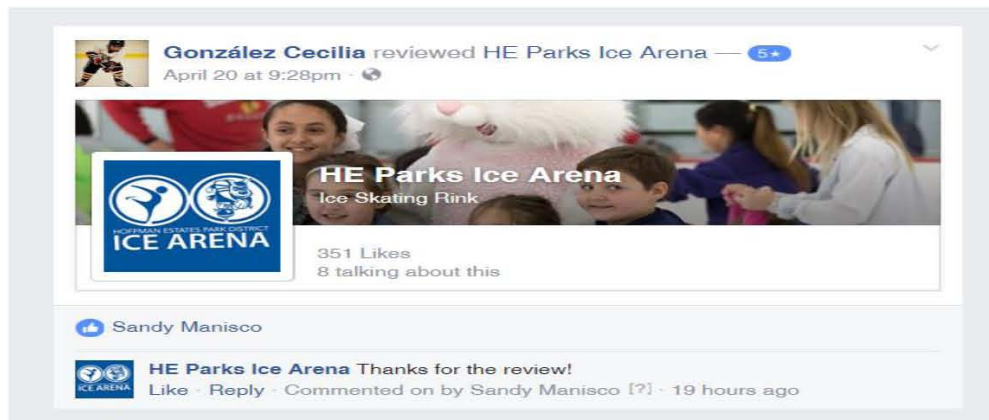 González Cecilia reviewed HE Parks Ice Arena — 5★
April 20 at 9:28pm ·
HE Parks Ice Arena
Ice Skating Rink
HOFFMAN ESTATES PARK DISTRICT
ICE ARENA
351 Likes
8 talking about this
Sandy Manisco
HE Parks Ice Arena Thanks for the review!
ICE ARENA
Like · Reply · Commented on by Sandy Manisco [?] · 19 hours ago